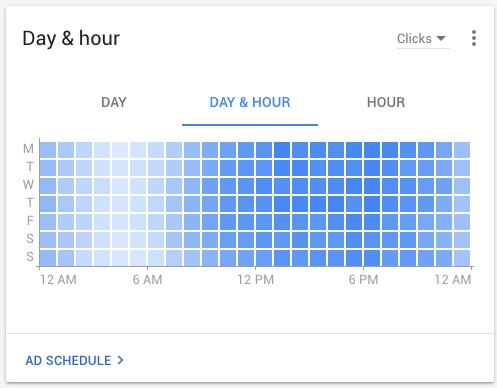 Day & hour
Clicks
DAY DAY & HOUR HOUR
M
T
W
T
F
S
S
12 AM 6 AM 12 PM 6 PM 12 AM
AD SCHEDULE